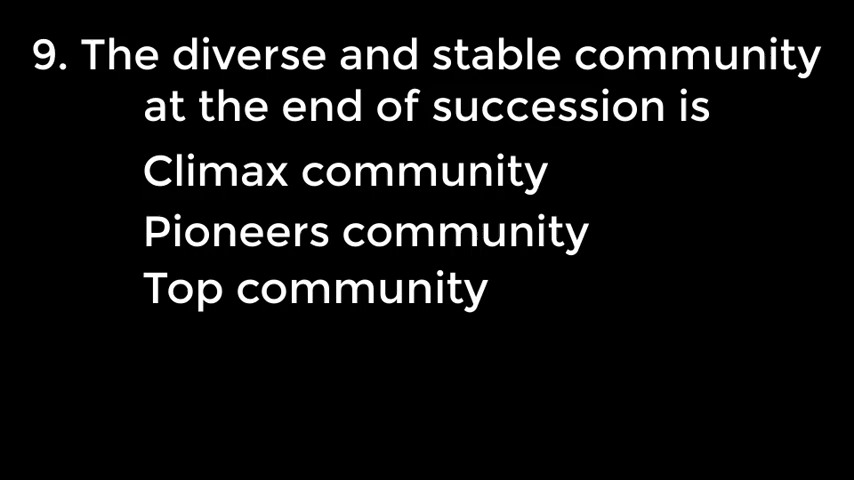 9. The diverse and stable community
at the end of succession is
Climax community
Pioneers community
Top community